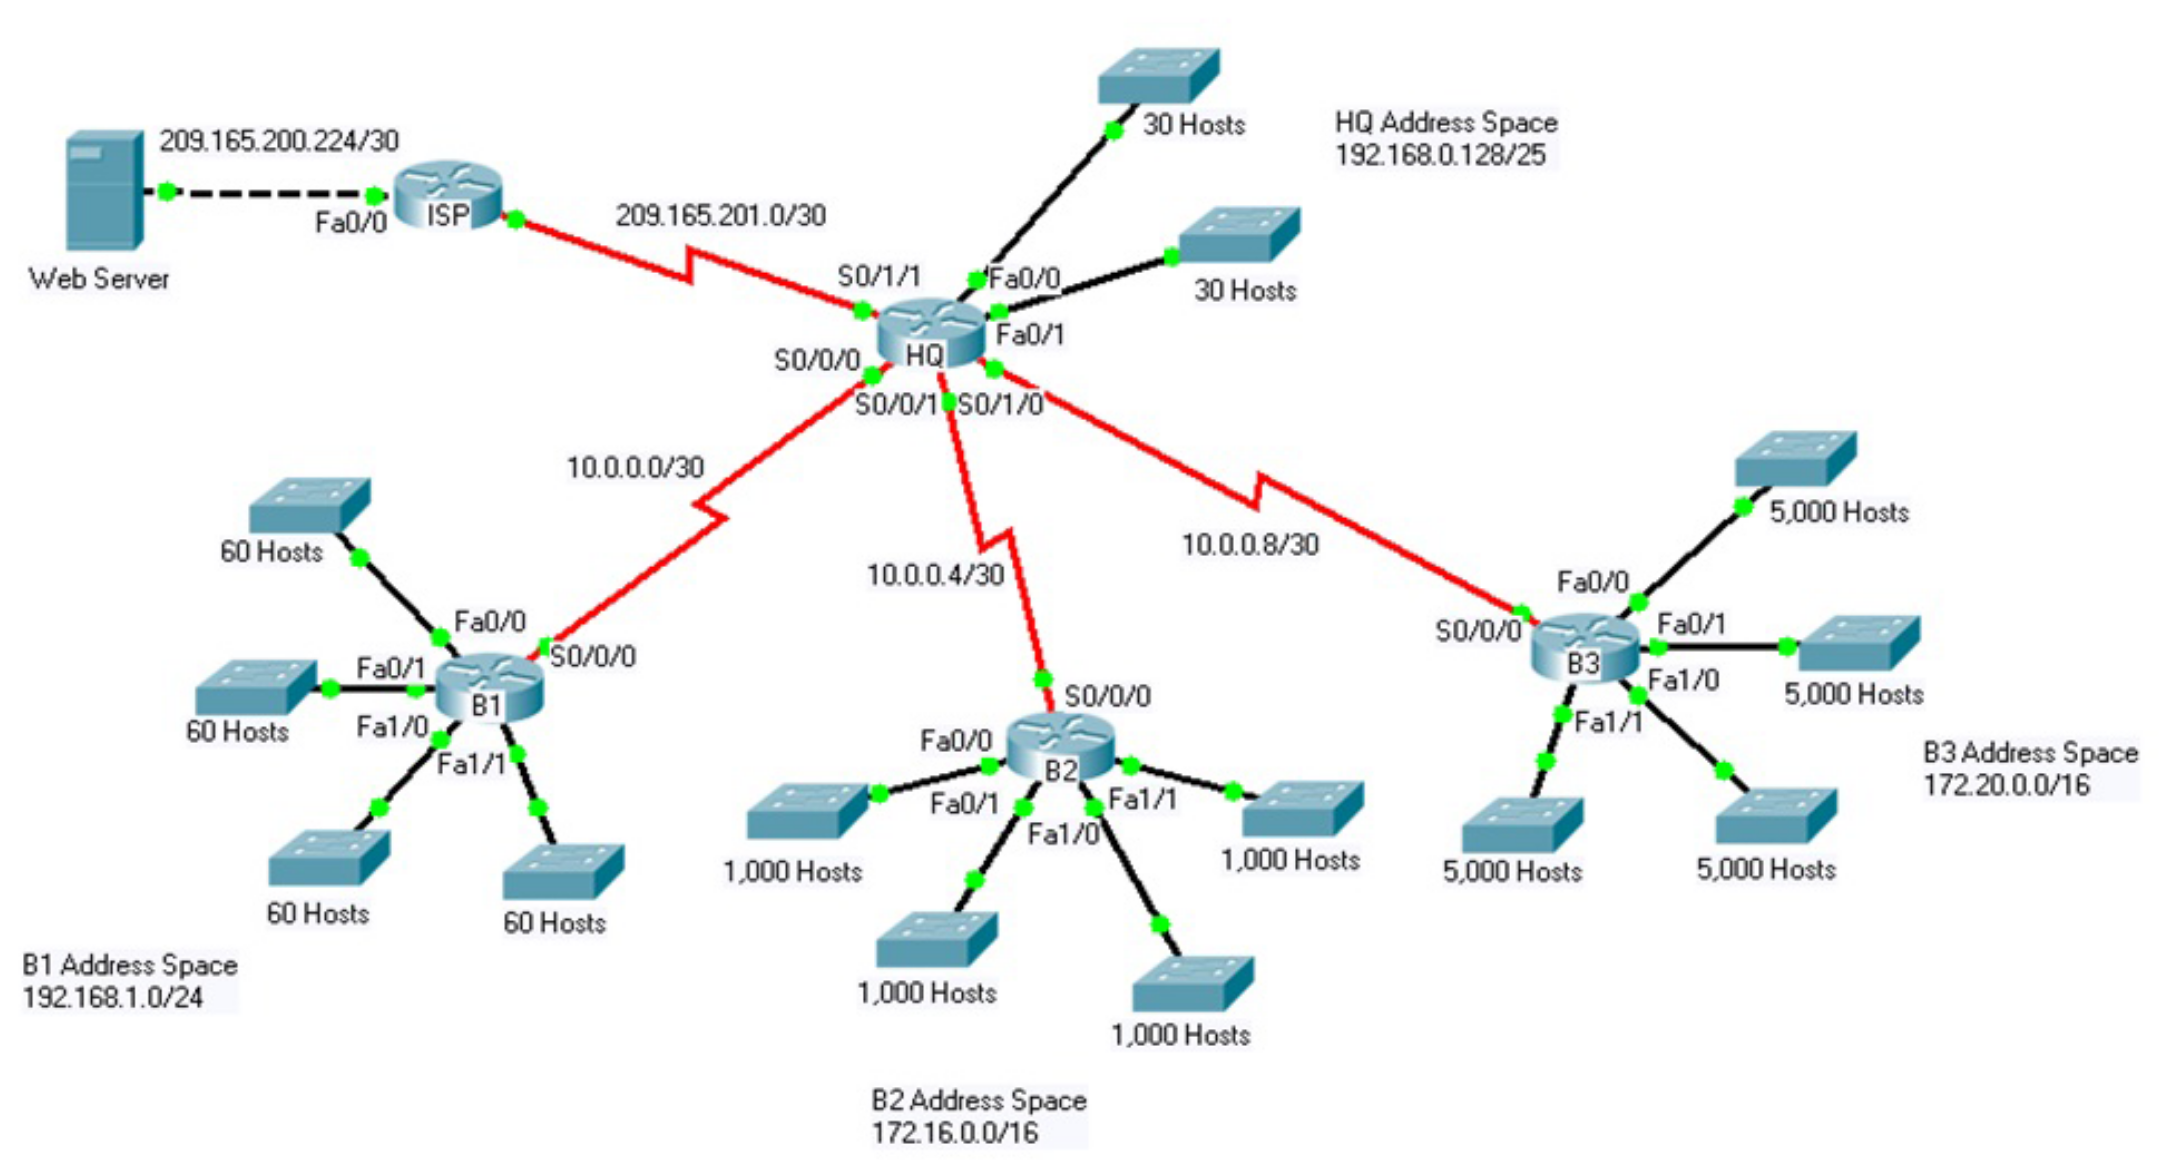 209.165.200.224/30
Fa0/0
ISP
Web Server
209.165.201.0/30
30 Hosts
HQ Address Space
192.168.0.128/25
30 Hosts
S0/1/1
Fa0/0
Fa0/1
HQ
S0/0/0
S0/0/1
S0/1/0
10.0.0.0/30
10.0.0.4/30
10.0.0.8/30
60 Hosts
Fa0/0
S0/0/0
Fa0/1
60 Hosts
B1
Fa1/0
Fa1/1
60 Hosts
60 Hosts
B1 Address Space
192.168.1.0/24
S0/0/0
Fa0/0
B2
Fa0/1
Fa1/1
Fa1/0
1,000 Hosts
1,000 Hosts
1,000 Hosts
1,000 Hosts
B2 Address Space
172.16.0.0/16
5,000 Hosts
Fa0/0
S0/0/0
Fa0/1
B3
Fa1/0
5,000 Hosts
Fa1/1
5,000 Hosts
5,000 Hosts
B3 Address Space
172.20.0.0/16